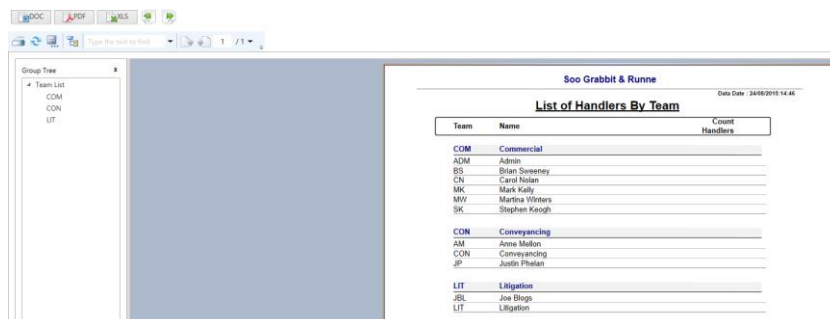 DOC PDF XLS
Type the text to find 1 /1
Group Tree x
Team List
COM
CON
LIT
Soo Grabbit & Runne
Data Date : 24/08/2015:14:46
List of Handlers By Team
Team Name Count Handlers
COM Commercial
ADM Admin
BS Brian Sweeney
CN Carol Nolan
MK Mark Kelly
MW Martina Winters
SK Stephen Keogh
CON Conveyancing
AM Anne Mellon
CON Conveyancing
JP Justin Phelan
LIT Litigation
JBL Joe Blogs
LIT Litigation